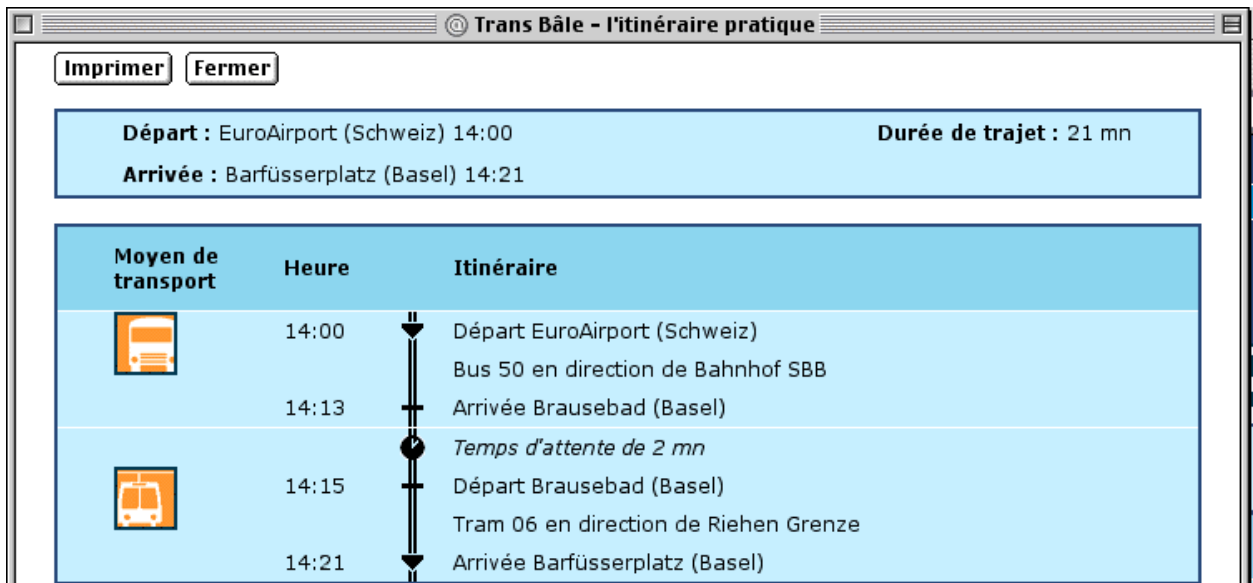 Trans Bâle - l'itinéraire pratique
Imprimer Fermer
Départ : EuroAirport (Schweiz) 14:00 Durée de trajet : 21 mn
Arrivée : Barfüsserplatz (Basel) 14:21
Moyen de transport Heure Itinéraire
14:00 Départ EuroAirport (Schweiz)
Bus 50 en direction de Bahnhof SBB
14:13 Arrivée Brausebad (Basel)
Temps d'attente de 2 mn
14:15 Départ Brausebad (Basel)
Tram 06 en direction de Riehen Grenze
14:21 Arrivée Barfüsserplatz (Basel)